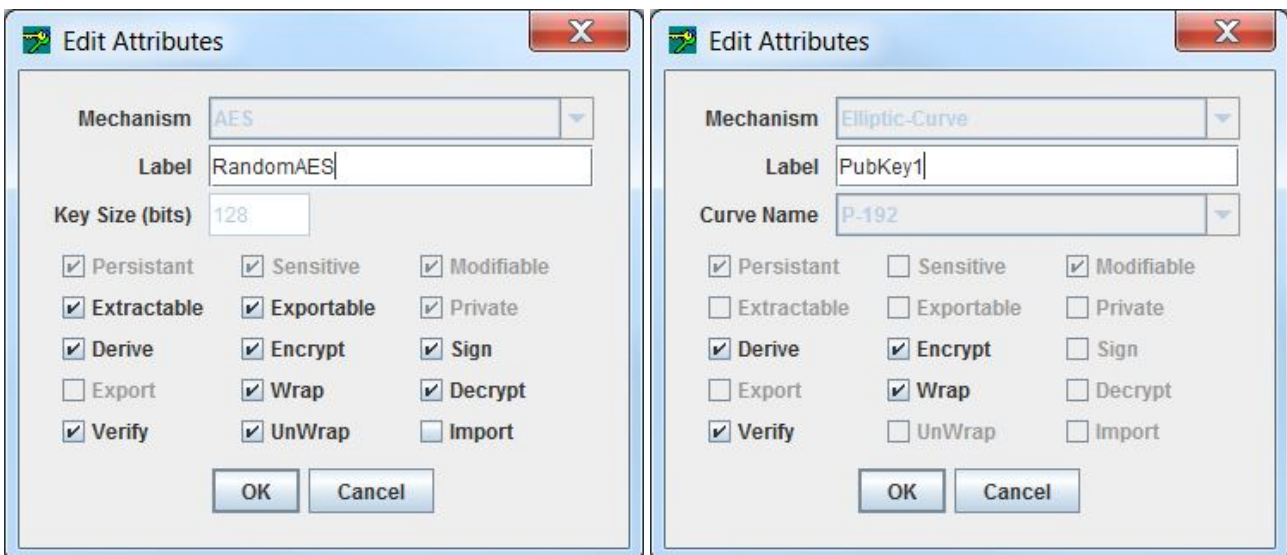 Edit Attributes
Mechanism AES
Label RandomAES
Key Size (bits) 128
Persistant Sensitive Modifiable
Extractable Exportable Private
Derive Encrypt Sign
Export Wrap Decrypt
Verify UnWrap Import
OK Cancel
Edit Attributes
Mechanism Elliptic-Curve
Label PubKey1
Curve Name P-192
Persistant Sensitive Modifiable
Extractable Exportable Private
Derive Encrypt Sign
Export Wrap Decrypt
Verify UnWrap Import
OK Cancel